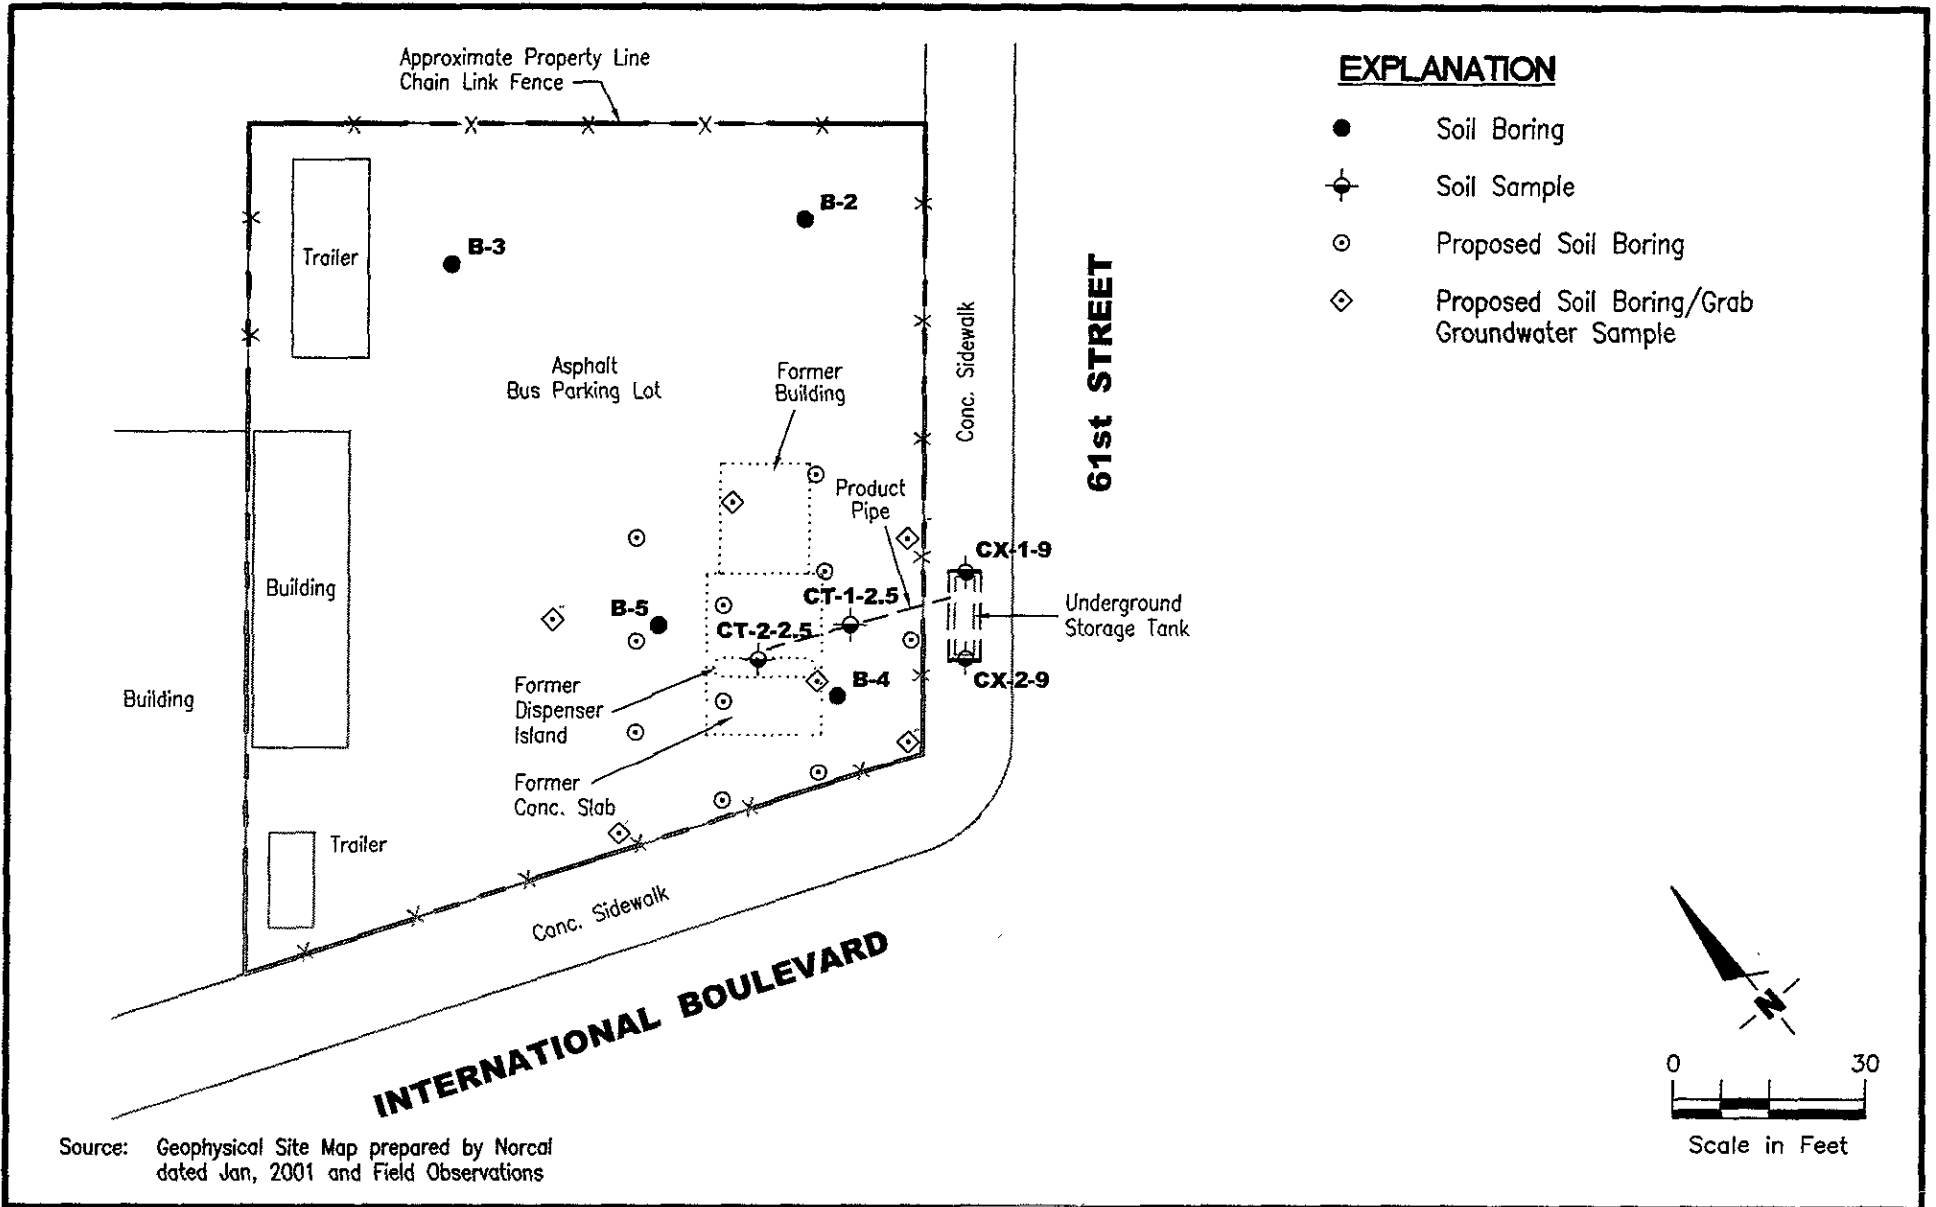 Approximate Property Line
Chain Link Fence
EXPLANATION
Soil Boring
Soil Sample
Proposed Soil Boring
Proposed Soil Boring/Grab
Groundwater Sample
B-2
B-3
Trailer
Asphalt
Bus Parking Lot
Former
Building
Conc. Sidewalk
61st STREET
Product
Pipe
CX-1-9
Building
B-5
CT-1-2.5
CT-2-2.5
Underground
Storage Tank
B-4
CX-2-9
Building
Former
Dispenser
Island
Former
Conc. Slab
Trailer
Conc. Sidewalk
INTERNATIONAL BOULEVARD
N
0 30
Scale in Feet
Source: Geophysical Site Map prepared by Norcal
dated Jan, 2001 and Field Observations